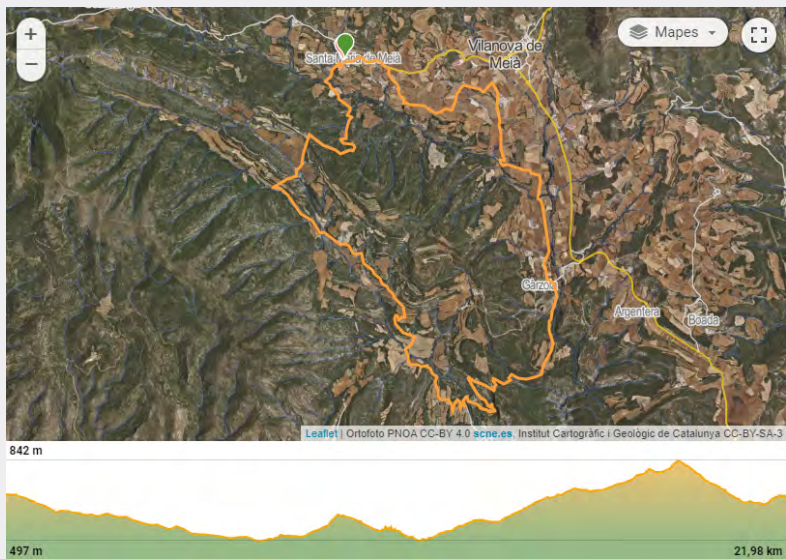 +
−
Mapes
Santa Maria de Meià
Vilanova de
Meià
Garzola
Argentera
Boada
Leaflet | Ortofoto PNOA CC-BY 4.0 scne.es, Institut Cartogràfic i Geològic de Catalunya CC-BY-SA-3
842 m
497 m
21,98 km